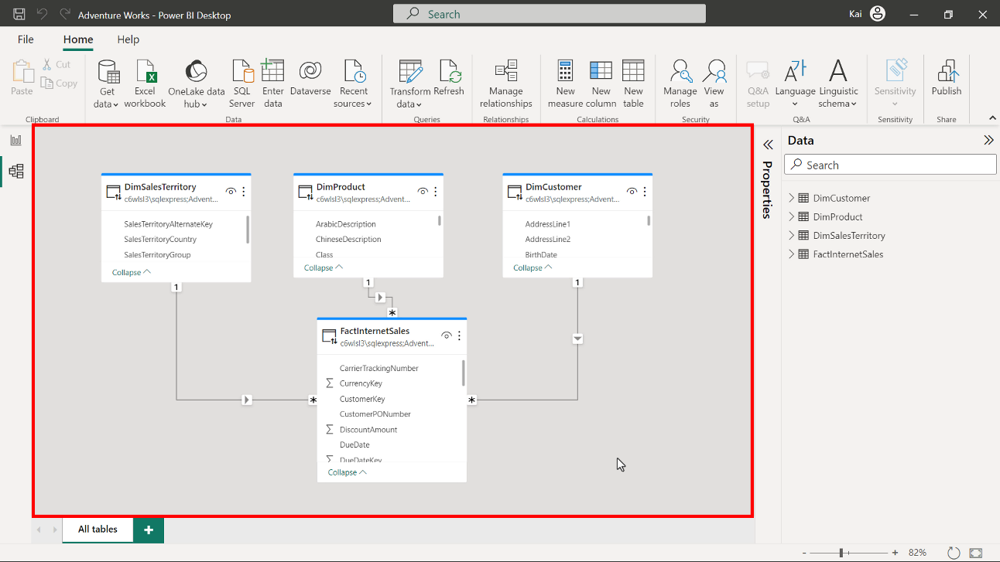 Adventure Works - Power BI Desktop
Search
Kai
File
Home
Help
Paste
Cut
Copy
Clipboard
Get data
Excel workbook
OneLake data hub
SQL Server
Enter data
Dataverse
Recent sources
Data
Transform data
Refresh
Queries
Manage relationships
Relationships
New measure
New column
New table
Calculations
Manage roles
View as
Security
Q&A setup
Language
Linguistic schema
Q&A
Sensitivity
Sensitivity
Publish
Share
DimSalesTerritory
c6wlsl3\sqlexpress;Advent...
SalesTerritoryAlternateKey
SalesTerritoryCountry
SalesTerritoryGroup
Collapse
1
DimProduct
c6wlsl3\sqlexpress;Advent...
ArabicDescription
ChineseDescription
Class
Collapse
1
*
DimCustomer
c6wlsl3\sqlexpress;Advent...
AddressLine1
AddressLine2
BirthDate
Collapse
1
FactInternetSales
c6wlsl3\sqlexpress;Advent...
CarrierTrackingNumber
Σ CurrencyKey
CustomerKey
* *
CustomerPONumber
Σ DiscountAmount
DueDate
Σ DueDateKey
Collapse
Properties
Data
Search
DimCustomer
DimProduct
DimSalesTerritory
FactInternetSales
All tables
+
- + 82%